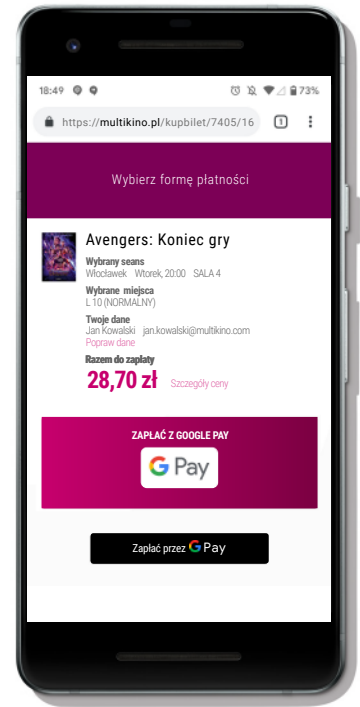 18:49 73%
https://multikino.pl/kupbilet/7405/16 1
Wybierz formę płatności
Avengers: Koniec gry
Wybrany seans
Włocławek Wtorek, 20:00 SALA 4
Wybrane miejsca
L 10 (NORMALNY)
Twoje dane
Jan Kowalski jan.kowalski@multikino.com
Popraw dane
Razem do zapłaty
28,70 zł Szczegóły ceny
ZAPŁAĆ Z GOOGLE PAY
G Pay
Zapłać przez G Pay